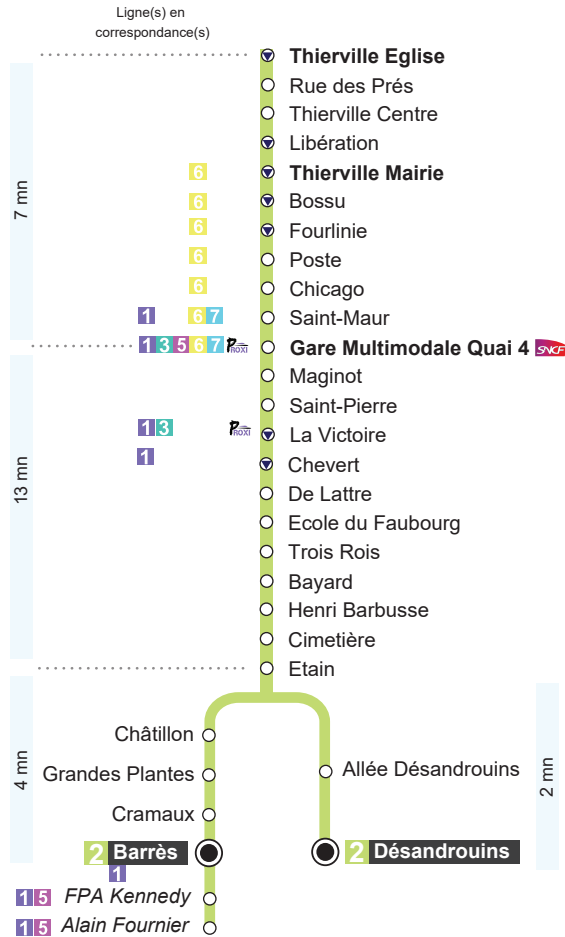 Ligne(s) en
correspondance(s)
Thierville Eglise
Rue des Prés
Thierville Centre
Libération
6 Thierville Mairie
6 Bossu
6 Fourlinie
6 Poste
6 Chicago
1 6 7 Saint-Maur
1 3 5 6 7 PROXI Gare Multimodale Quai 4 SNCF
Maginot
Saint-Pierre
1 3 PROXI La Victoire
1 Chevert
De Lattre
Ecole du Faubourg
Trois Rois
Bayard
Henri Barbusse
Cimetière
Etain
7 mn
13 mn
4 mn
2 mn
Châtillon
Grandes Plantes
Cramaux
2 Barrès
1
1 5 FPA Kennedy
1 5 Alain Fournier
Allée Désandrouins
2 Désandrouins